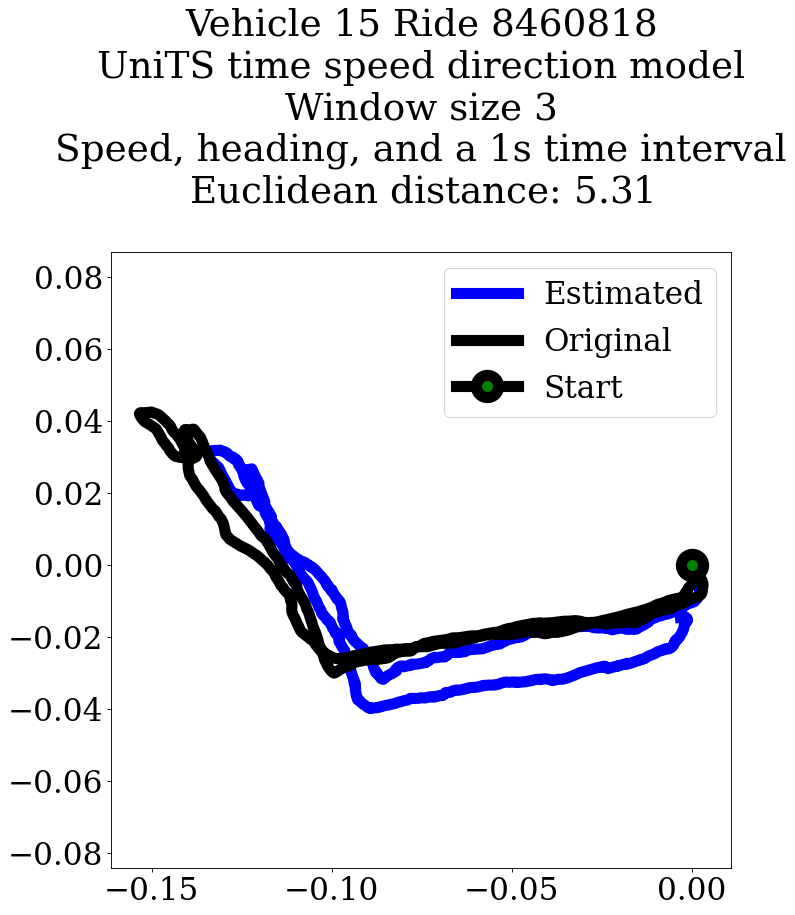 Vehicle 15 Ride 8460818
UniTS time speed direction model
Window size 3
Speed, heading, and a 1s time interval
Euclidean distance: 5.31
Estimated
Original
Start
0.08
0.06
0.04
0.02
0.00
−0.02
−0.04
−0.06
−0.08
−0.15
−0.10
−0.05
0.00